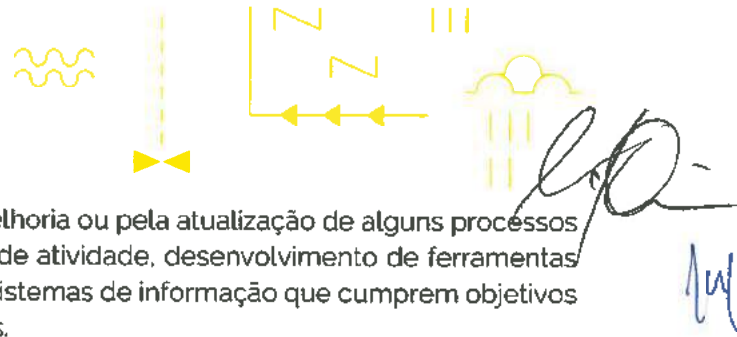 elhoria ou pela atualização de alguns processos
de atividade, desenvolvimento de ferramentas
istemas de informação que cumprem objetivos
s.